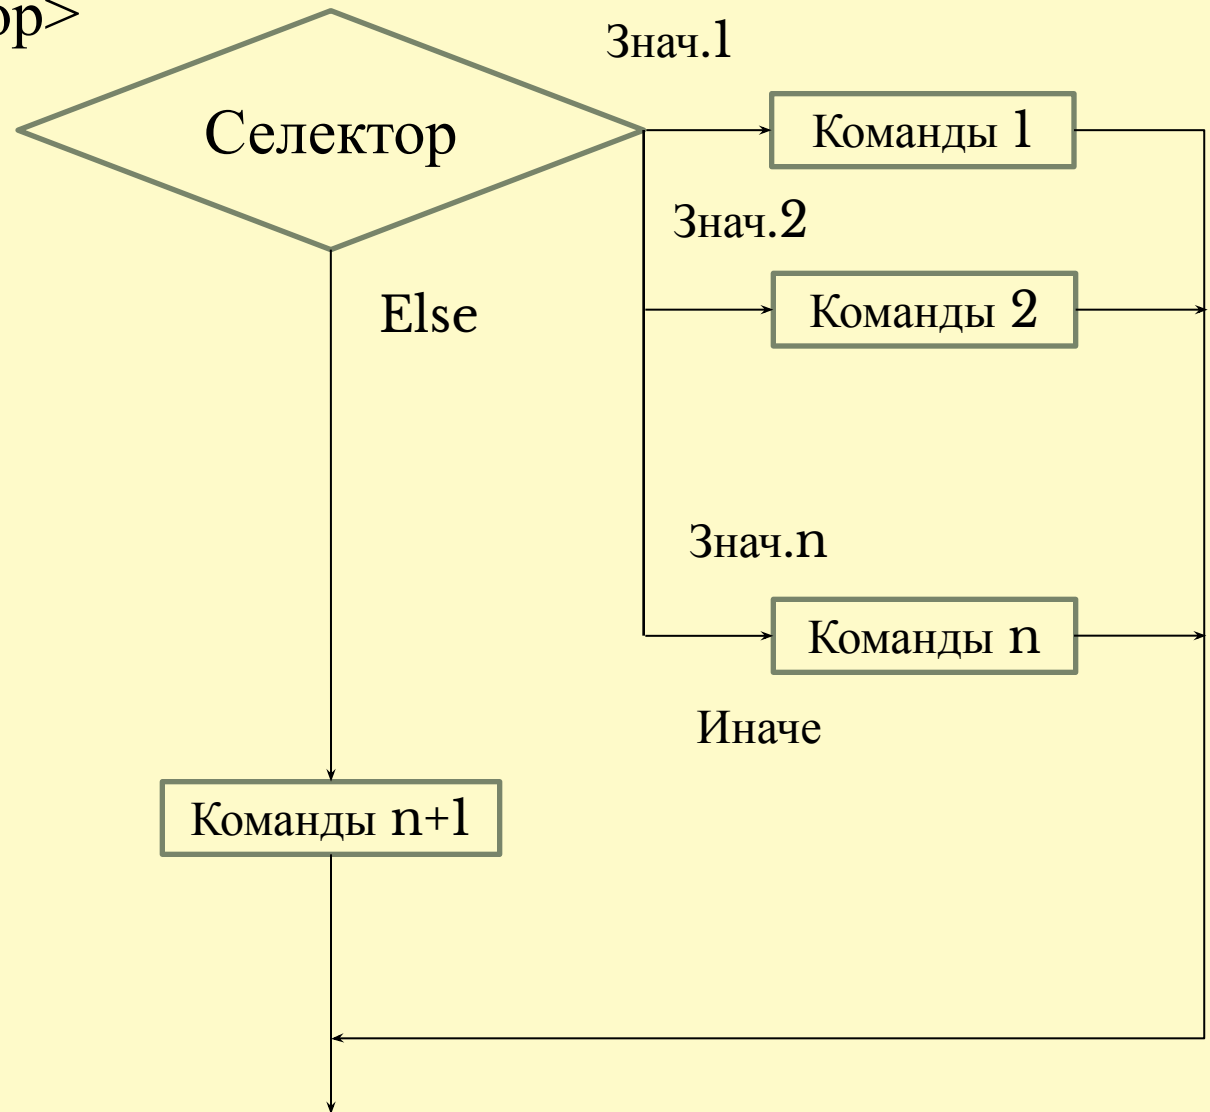 ор>
Знач.1
Селектор
Команды 1
Знач.2
Else
Команды 2
Знач.n
Команды n
Иначе
Команды n+1